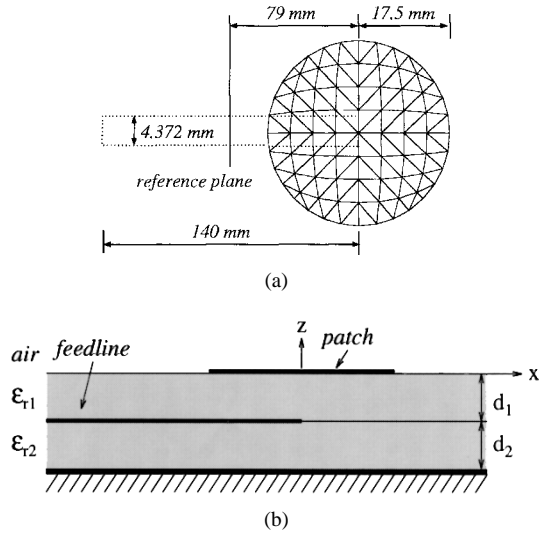 79 mm
17.5 mm
4.372 mm
reference plane
140 mm
(a)
z
patch
air
feedline
x
εr1
d1
εr2
d2
(b)